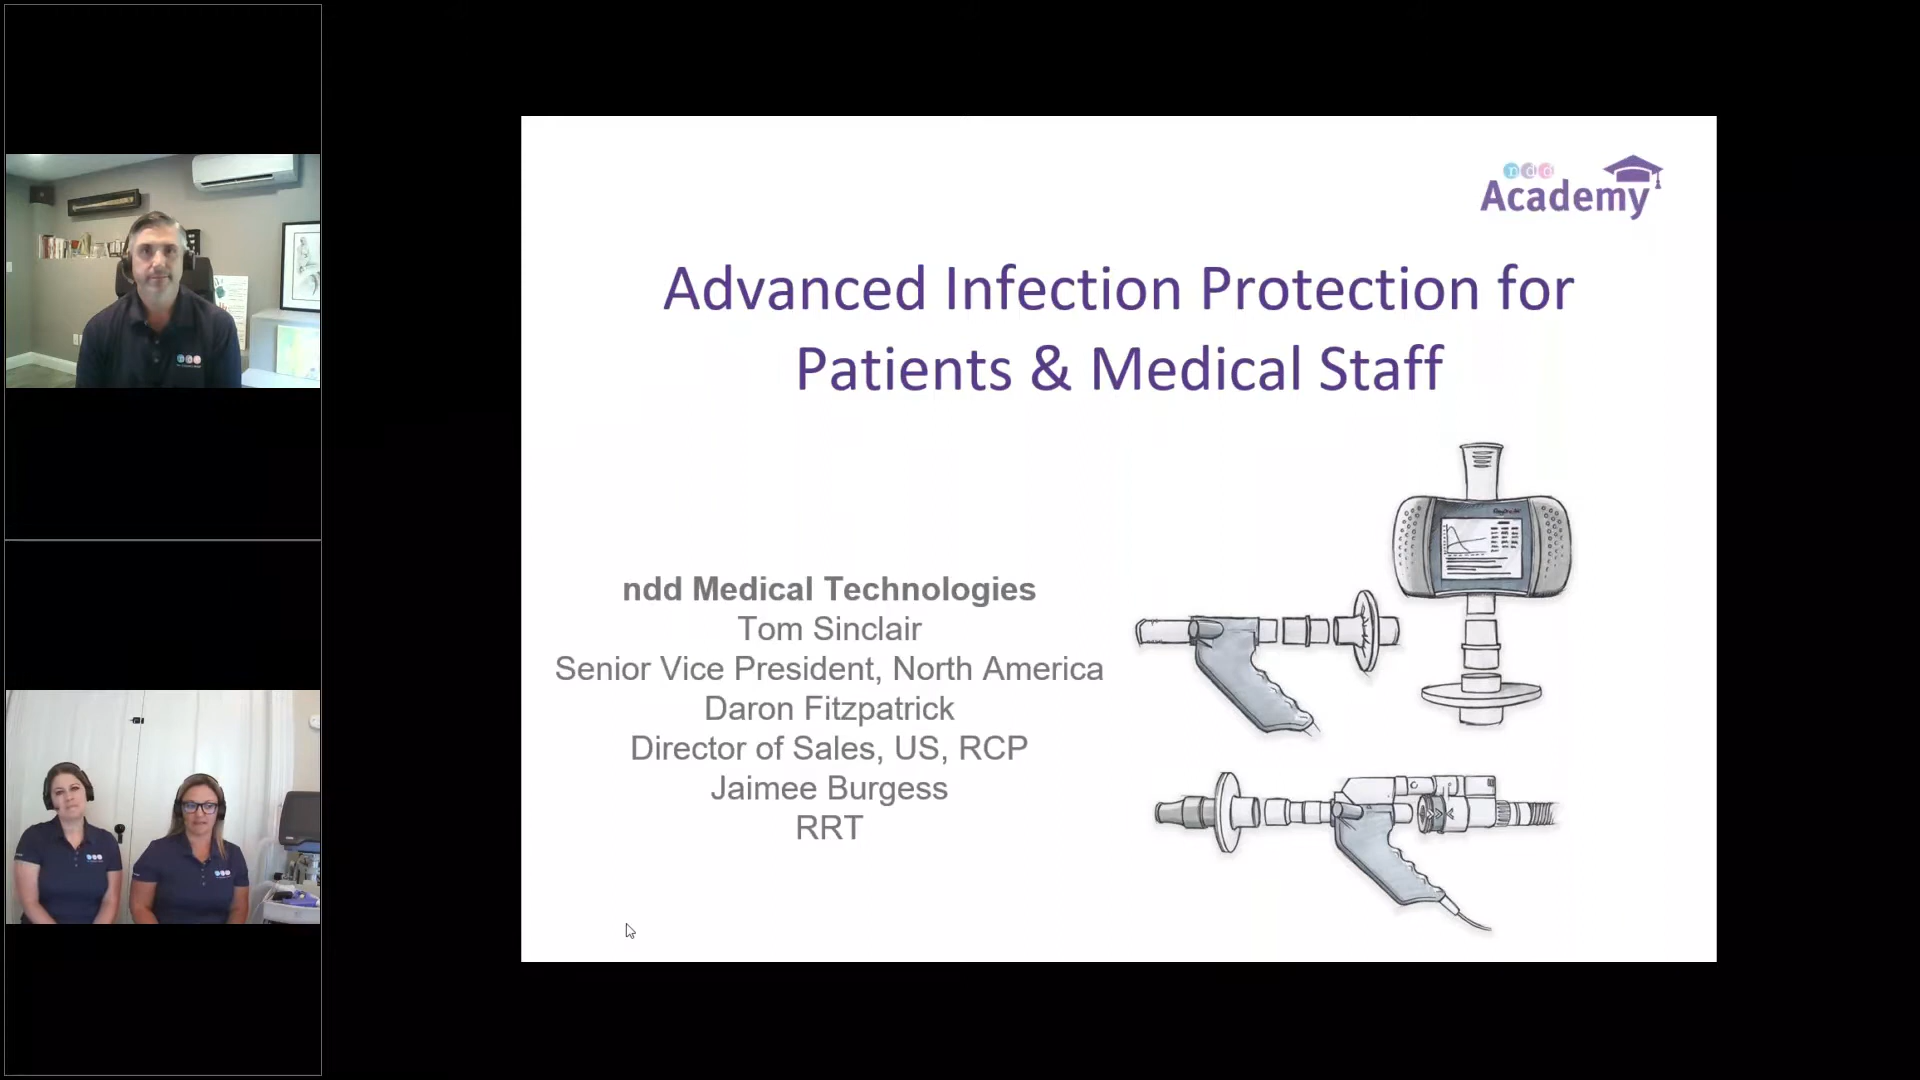 ndd
Academy
Advanced Infection Protection for
Patients & Medical Staff
ndd Medical Technologies
Tom Sinclair
Senior Vice President, North America
Daron Fitzpatrick
Director of Sales, US, RCP
Jaimee Burgess
RRT